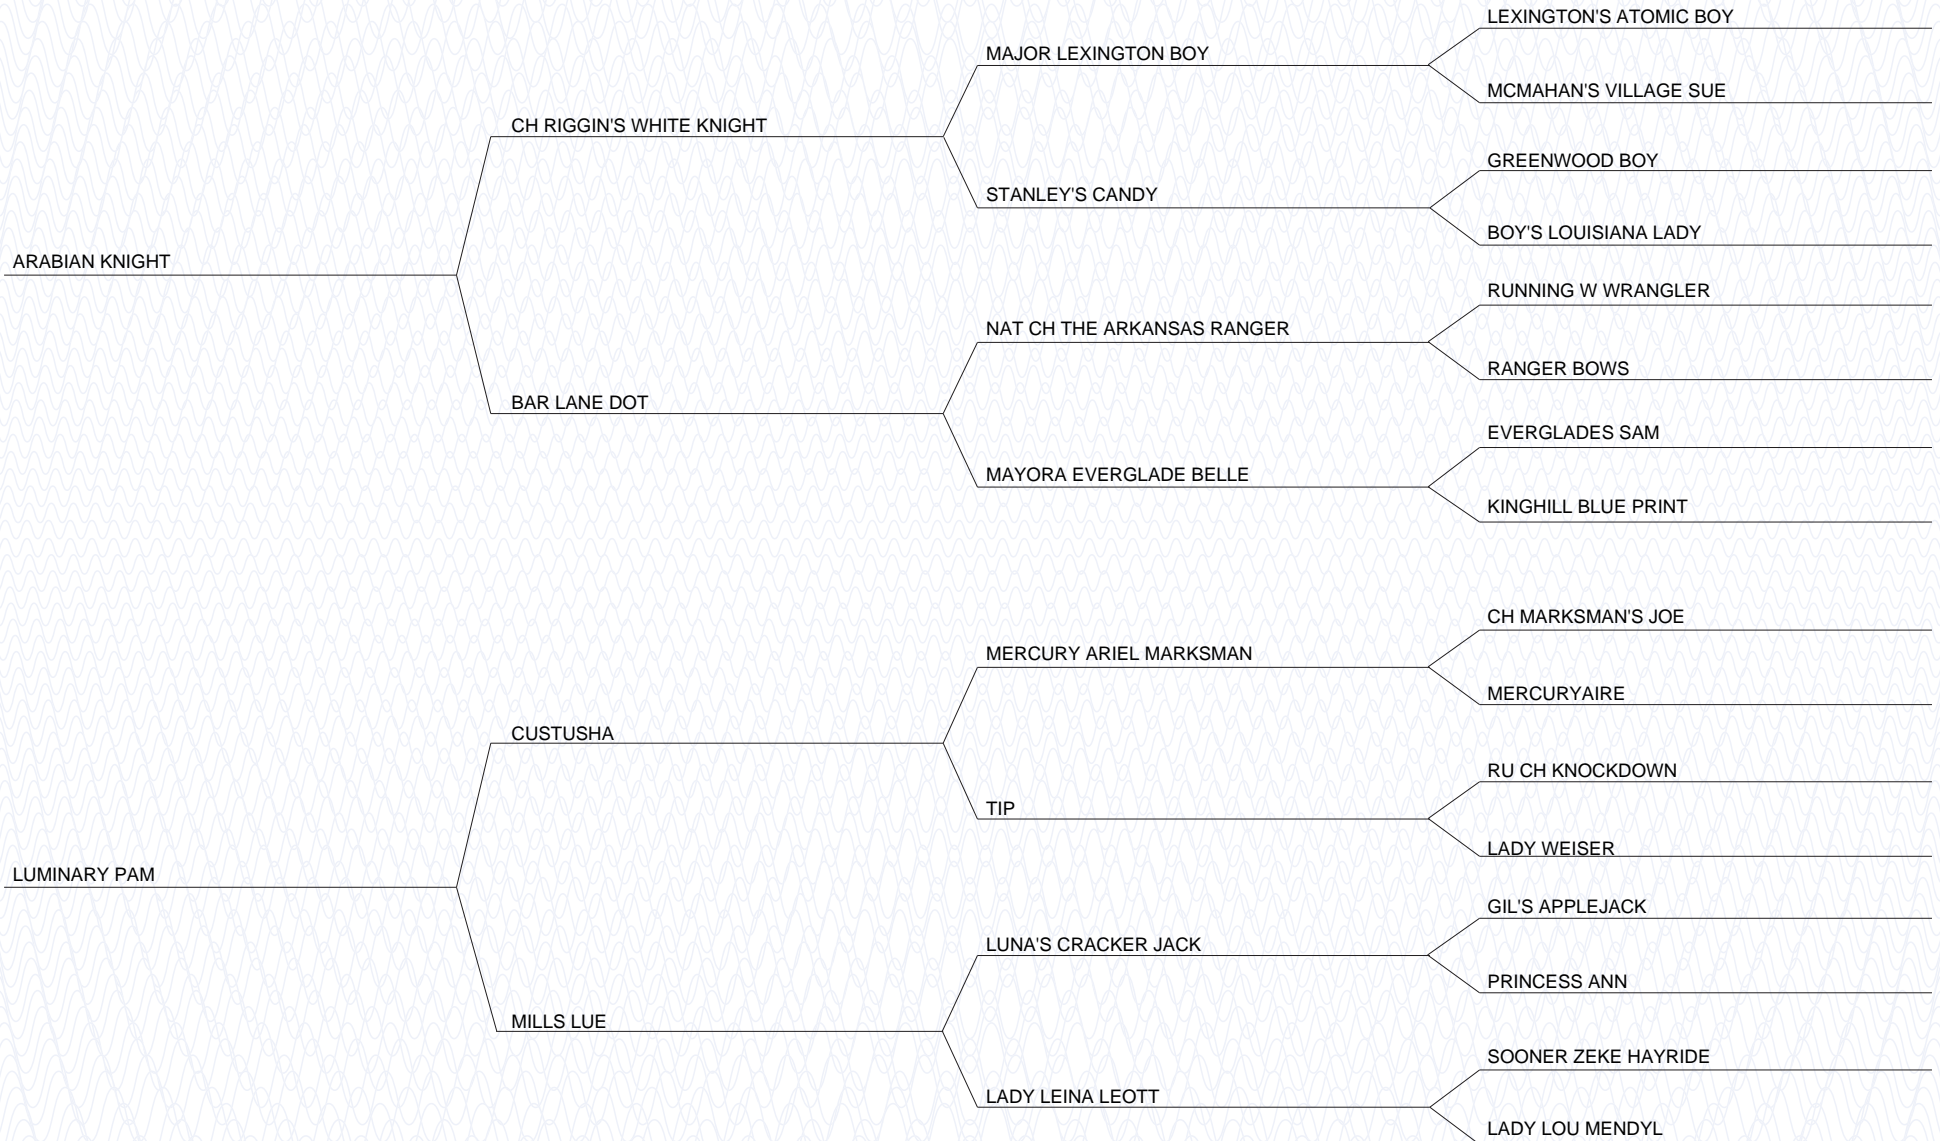 LEXINGTON'S ATOMIC BOY
MAJOR LEXINGTON BOY
MCMAHAN'S VILLAGE SUE
CH RIGGIN'S WHITE KNIGHT
GREENWOOD BOY
STANLEY'S CANDY
BOY'S LOUISIANA LADY
ARABIAN KNIGHT
RUNNING W WRANGLER
NAT CH THE ARKANSAS RANGER
RANGER BOWS
BAR LANE DOT
EVERGLADES SAM
MAYORA EVERGLADE BELLE
KINGHILL BLUE PRINT
CH MARKSMAN'S JOE
MERCURY ARIEL MARKSMAN
MERCURYAIRE
CUSTUSHA
RU CH KNOCKDOWN
TIP
LADY WEISER
LUMINARY PAM
GIL'S APPLEJACK
LUNA'S CRACKER JACK
PRINCESS ANN
MILLS LUE
SOONER ZEKE HAYRIDE
LADY LEINA LEOTT
LADY LOU MENDYL